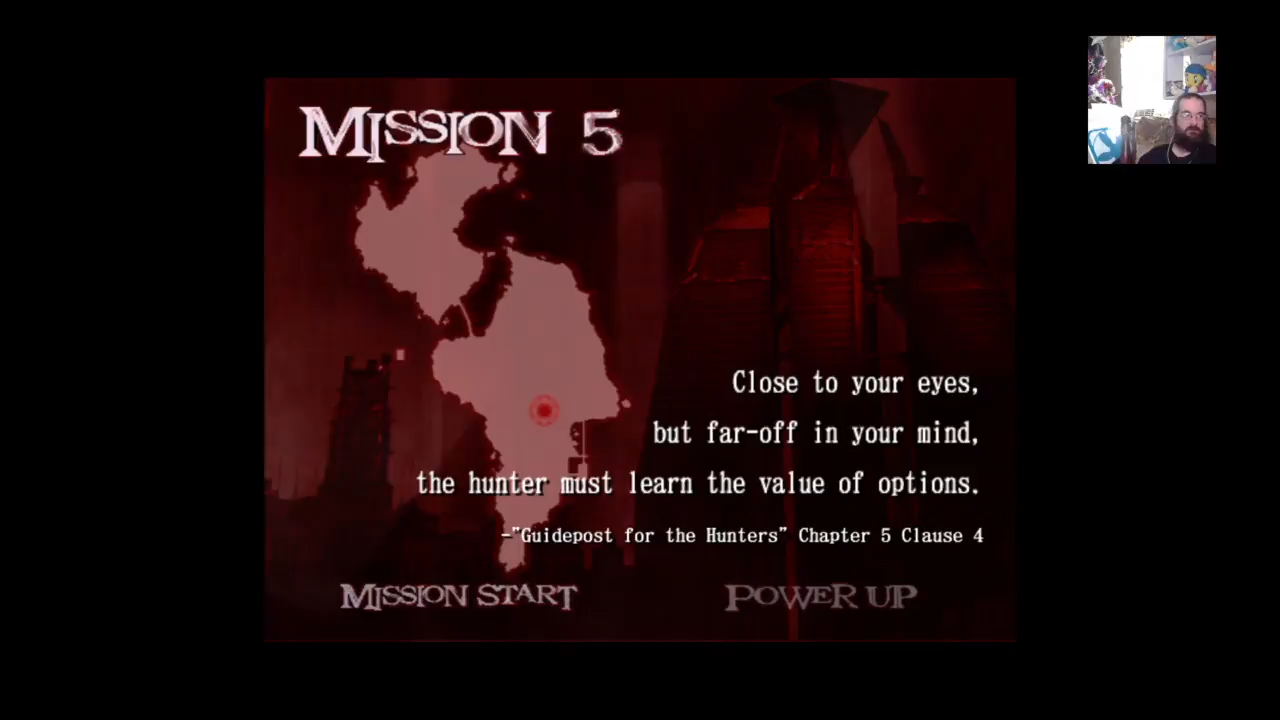 MISSION 5
Close to your eyes,
but far-off in your mind,
the hunter must learn the value of options.
-"Guidepost for the Hunters" Chapter 5 Clause 4
MISSION START
POWER UP